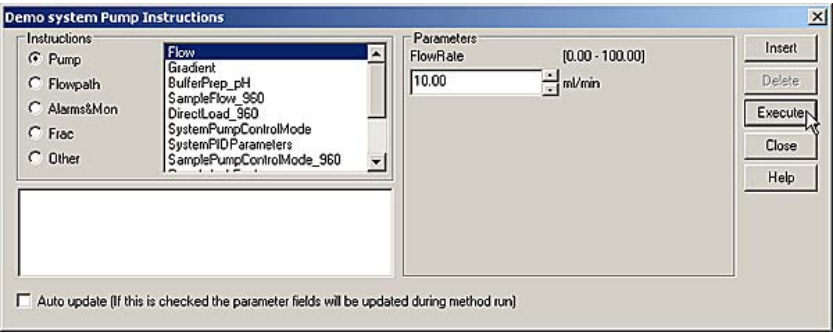 Demo system Pump Instructions
Instructions
Pump
Flowpath
Alarms&Mon
Frac
Other
Flow
Gradient
BufferPrep_pH
SampleFlow_960
DirectLoad_960
SystemPumpControlMode
SystemPIDParameters
SamplePumpControlMode_960
Parameters
FlowRate [0.00 - 100.00]
10.00 ml/min
Insert
Delete
Execute
Close
Help
Auto update (If this is checked the parameter fields will be updated during method run)